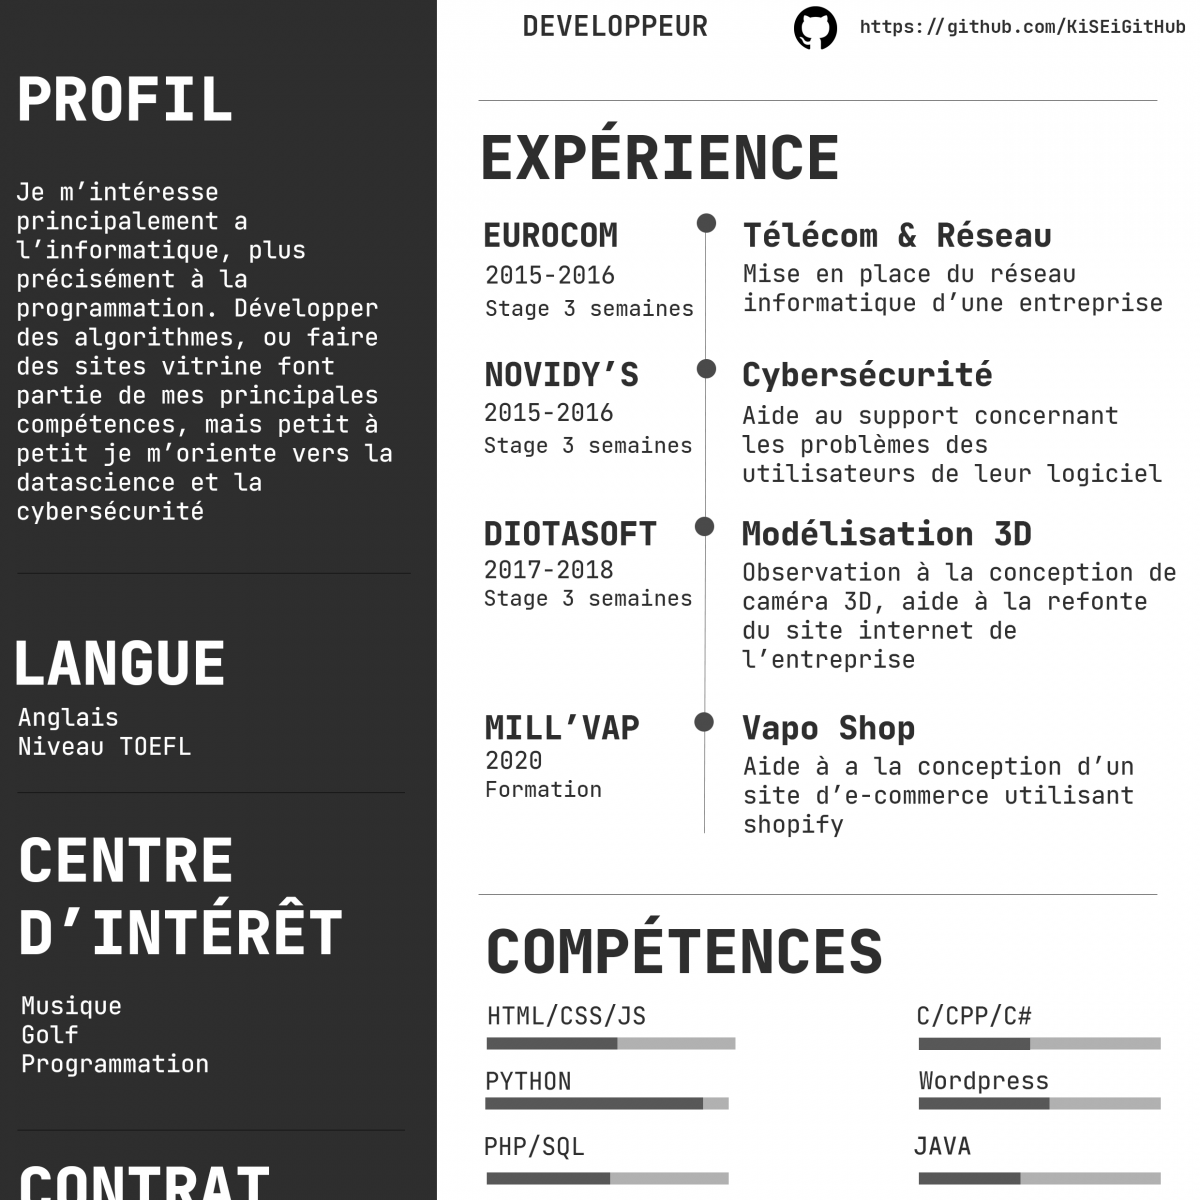 PROFIL
Je m’intéresse
principalement a
l’informatique, plus
précisément à la
programmation. Développer
des algorithmes, ou faire
des sites vitrine font
partie de mes principales
compétences, mais petit à
petit je m’oriente vers la
datascience et la
cybersécurité
LANGUE
Anglais
Niveau TOEFL
CENTRE
D’INTÉRÊT
Musique
Golf
Programmation
CONTRAT
DEVELOPPEUR
https://github.com/KiSEiGitHub
EXPÉRIENCE
EUROCOM
2015-2016
Stage 3 semaines
Télécom & Réseau
Mise en place du réseau
informatique d’une entreprise
NOVIDY’S
2015-2016
Stage 3 semaines
Cybersécurité
Aide au support concernant
les problèmes des
utilisateurs de leur logiciel
DIOTASOFT
2017-2018
Stage 3 semaines
Modélisation 3D
Observation à la conception de
caméra 3D, aide à la refonte
du site internet de
l’entreprise
MILL’VAP
2020
Formation
Vapo Shop
Aide à a la conception d’un
site d’e-commerce utilisant
shopify
COMPÉTENCES
HTML/CSS/JS
C/CPP/C#
PYTHON
Wordpress
PHP/SQL
JAVA